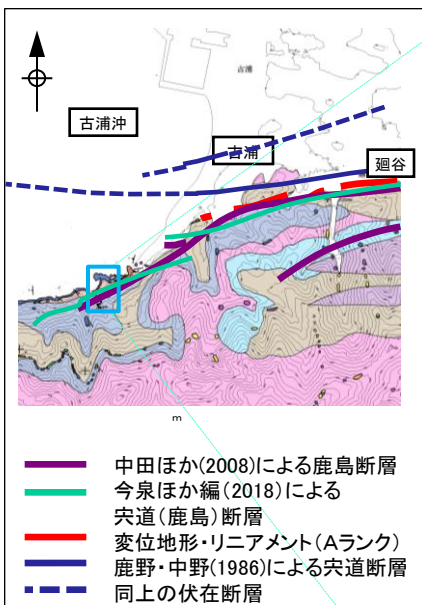 古浦
古浦沖
古浦
廻谷
m
中田ほか(2008)による鹿島断層
今泉ほか編(2018)による
宍道(鹿島)断層
変位地形・リニアメント(Aランク)
鹿野・中野(1986)による宍道断層
同上の伏在断層